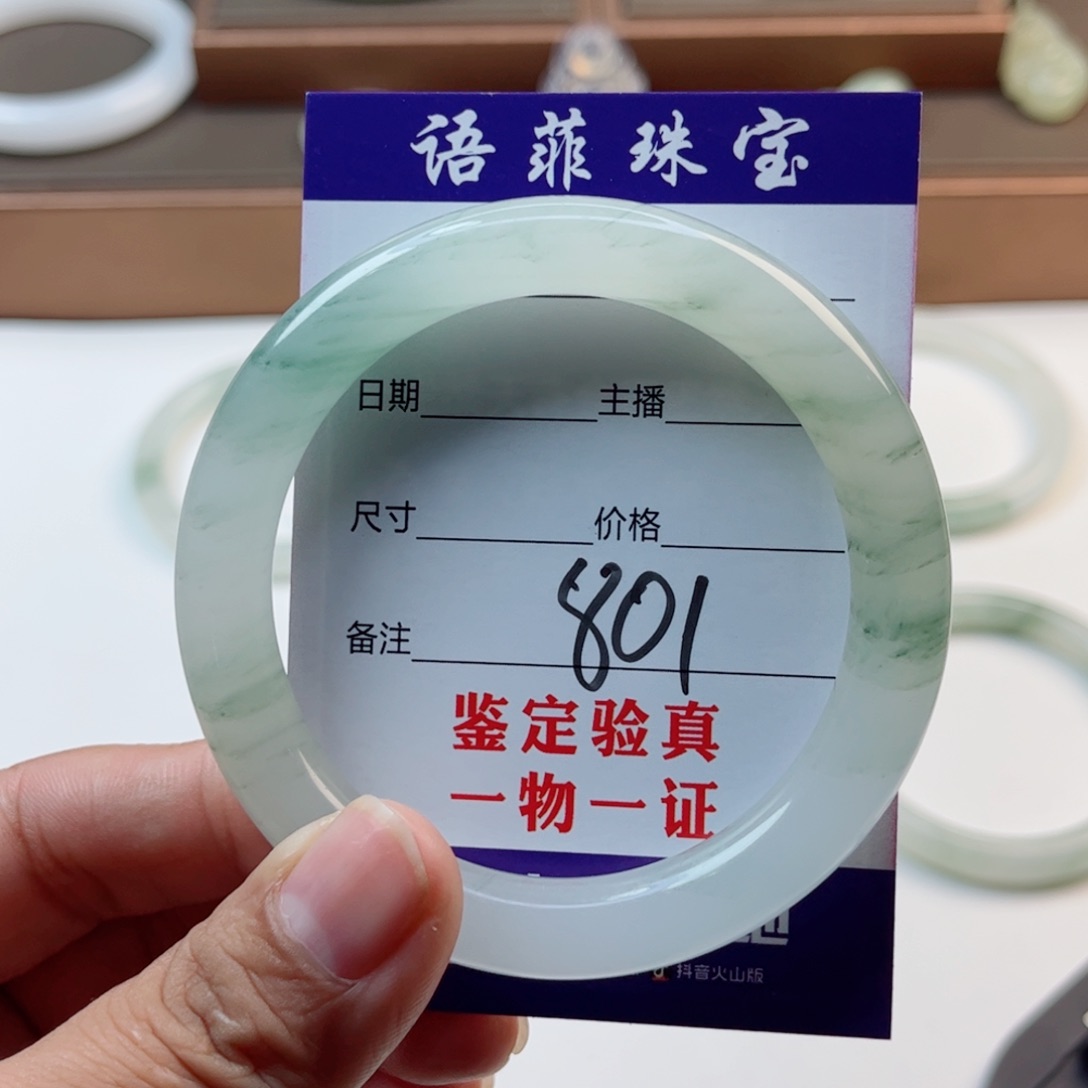 语菲珠宝
日期 主播
尺寸 价格
801
备注
鉴定验真
一物一证
抖音火山版